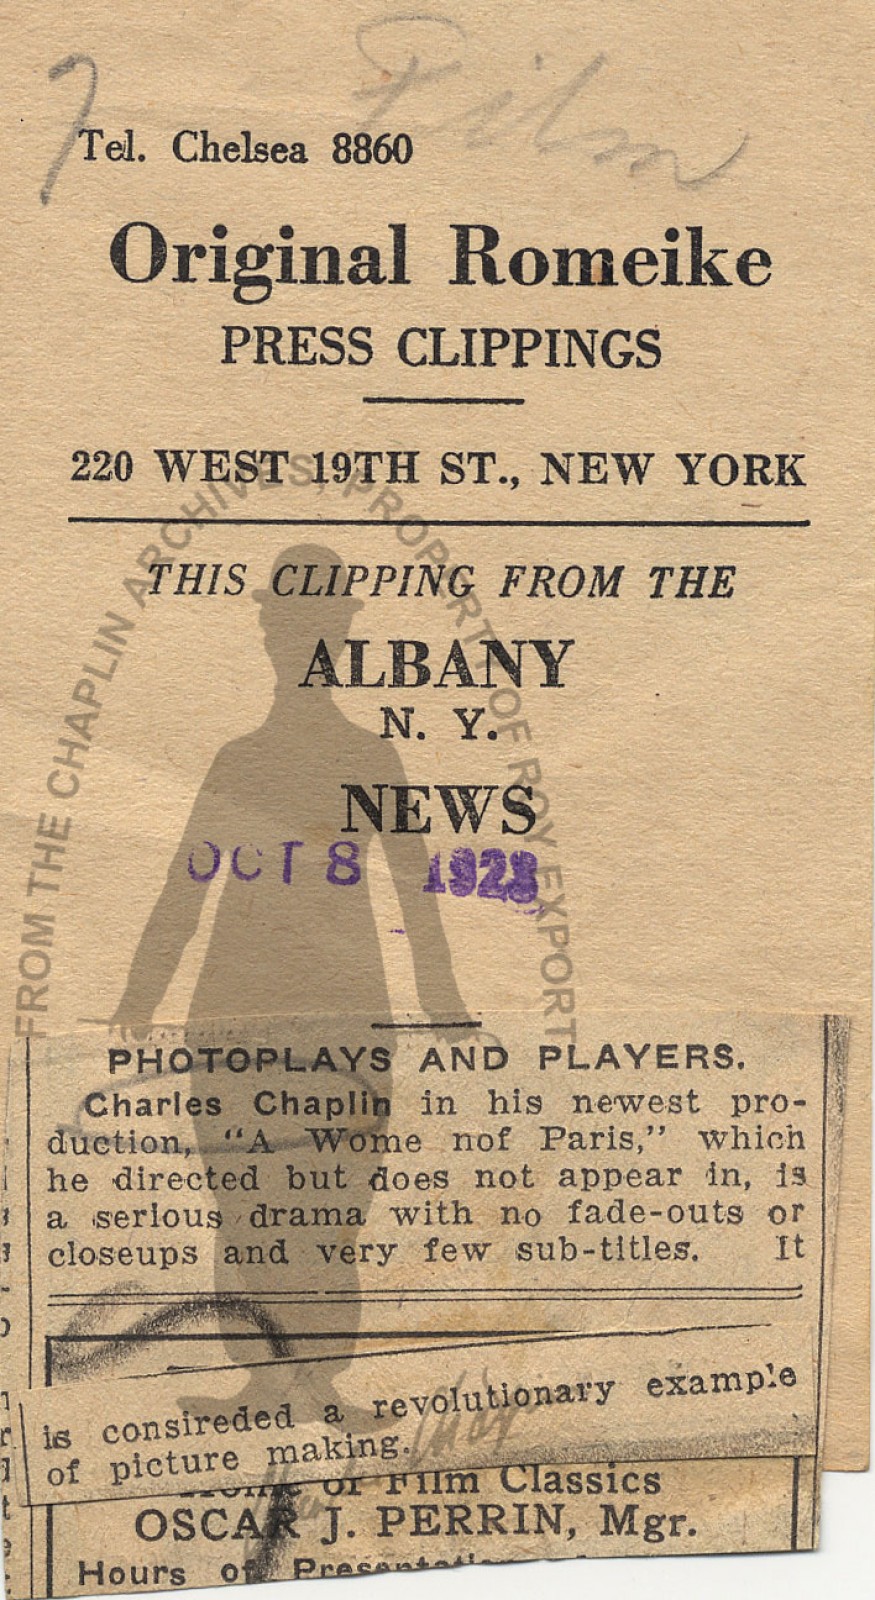 7 Film
Tel. Chelsea 8860
Original Romeike
PRESS CLIPPINGS
220 WEST 19TH ST., NEW YORK
THIS CLIPPING FROM THE
ALBANY
N. Y.
NEWS
OCT 8 1923
FROM THE CHAPLIN ARCHIVES, PROPERTY OF ROY EXPORT
PHOTOPLAYS AND PLAYERS.
Charles Chaplin in his newest pro-
duction, "A Wome nof Paris," which
he directed but does not appear in, is
a serious drama with no fade-outs or
closeups and very few sub-titles. It
is consireded a revolutionary example
of picture making.
Home of Film Classics
OSCAR J. PERRIN, Mgr.
Hours of